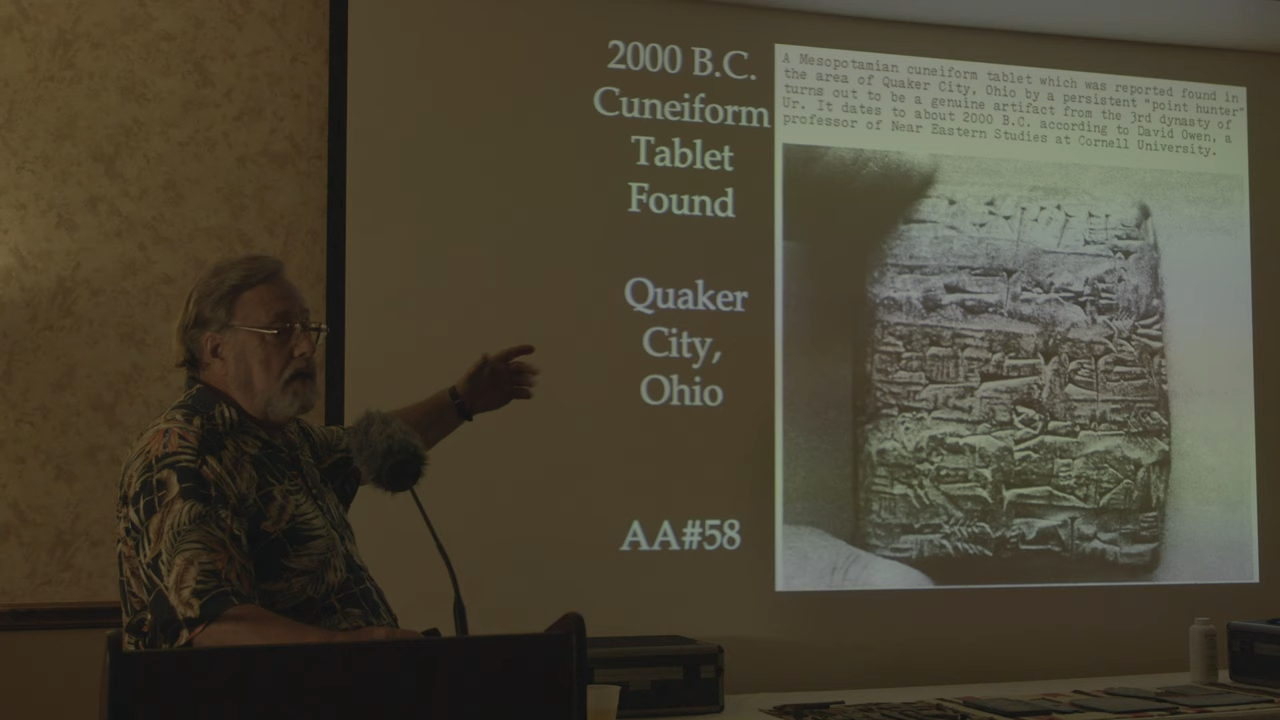 2000 B.C.
Cuneiform
Tablet
Found
Quaker
City,
Ohio
AA#58
A Mesopotamian cuneiform tablet which was reported found in
the area of Quaker City, Ohio by a persistent "point hunter"
turns out to be a genuine artifact from the 3rd dynasty of
Ur. It dates to about 2000 B.C. according to David Owen, a
professor of Near Eastern Studies at Cornell University.